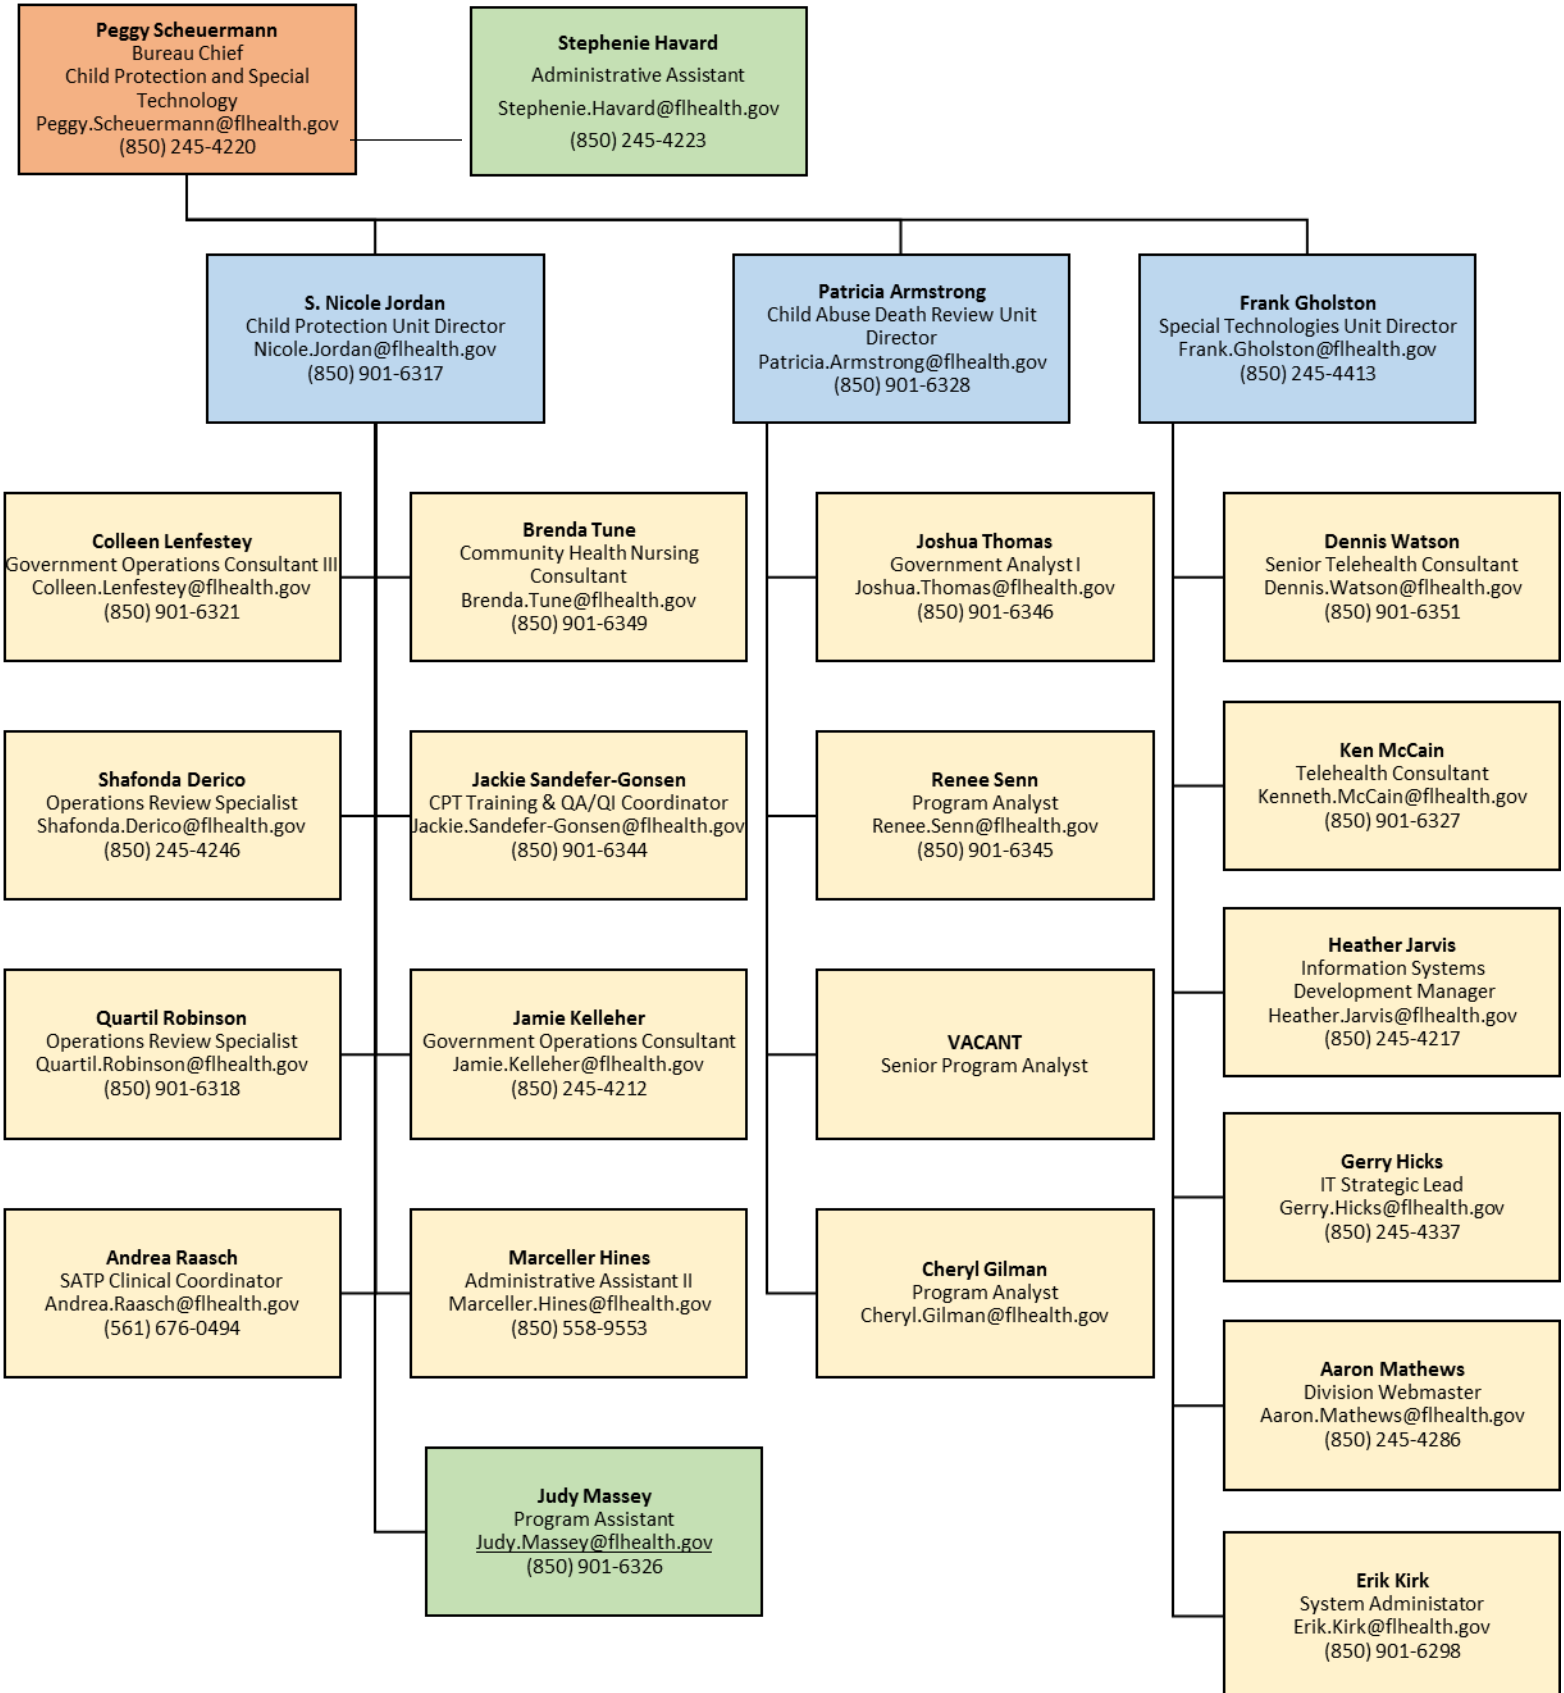 Peggy Scheuermann
Bureau Chief
Child Protection and Special
Technology
Peggy.Scheuermann@flhealth.gov
(850) 245-4220
Stephenie Havard
Administrative Assistant
Stephenie.Havard@flhealth.gov
(850) 245-4223
S. Nicole Jordan
Child Protection Unit Director
Nicole.Jordan@flhealth.gov
(850) 901-6317
Patricia Armstrong
Child Abuse Death Review Unit
Director
Patricia.Armstrong@flhealth.gov
(850) 901-6328
Frank Gholston
Special Technologies Unit Director
Frank.Gholston@flhealth.gov
(850) 245-4413
Colleen Lenfestey
Government Operations Consultant III
Colleen.Lenfestey@flhealth.gov
(850) 901-6321
Brenda Tune
Community Health Nursing
Consultant
Brenda.Tune@flhealth.gov
(850) 901-6349
Joshua Thomas
Government Analyst I
Joshua.Thomas@flhealth.gov
(850) 901-6346
Dennis Watson
Senior Telehealth Consultant
Dennis.Watson@flhealth.gov
(850) 901-6351
Shafonda Derico
Operations Review Specialist
Shafonda.Derico@flhealth.gov
(850) 245-4246
Jackie Sandefer-Gonsen
CPT Training & QA/QI Coordinator
Jackie.Sandefer-Gonsen@flhealth.gov
(850) 901-6344
Renee Senn
Program Analyst
Renee.Senn@flhealth.gov
(850) 901-6345
Ken McCain
Telehealth Consultant
Kenneth.McCain@flhealth.gov
(850) 901-6327
Quartil Robinson
Operations Review Specialist
Quartil.Robinson@flhealth.gov
(850) 901-6318
Jamie Kelleher
Government Operations Consultant
Jamie.Kelleher@flhealth.gov
(850) 245-4212
VACANT
Senior Program Analyst
Heather Jarvis
Information Systems
Development Manager
Heather.Jarvis@flhealth.gov
(850) 245-4217
Gerry Hicks
IT Strategic Lead
Gerry.Hicks@flhealth.gov
(850) 245-4337
Andrea Raasch
SATP Clinical Coordinator
Andrea.Raasch@flhealth.gov
(561) 676-0494
Marceller Hines
Administrative Assistant II
Marceller.Hines@flhealth.gov
(850) 558-9553
Cheryl Gilman
Program Analyst
Cheryl.Gilman@flhealth.gov
Aaron Mathews
Division Webmaster
Aaron.Mathews@flhealth.gov
(850) 245-4286
Judy Massey
Program Assistant
Judy.Massey@flhealth.gov
(850) 901-6326
Erik Kirk
System Administator
Erik.Kirk@flhealth.gov
(850) 901-6298